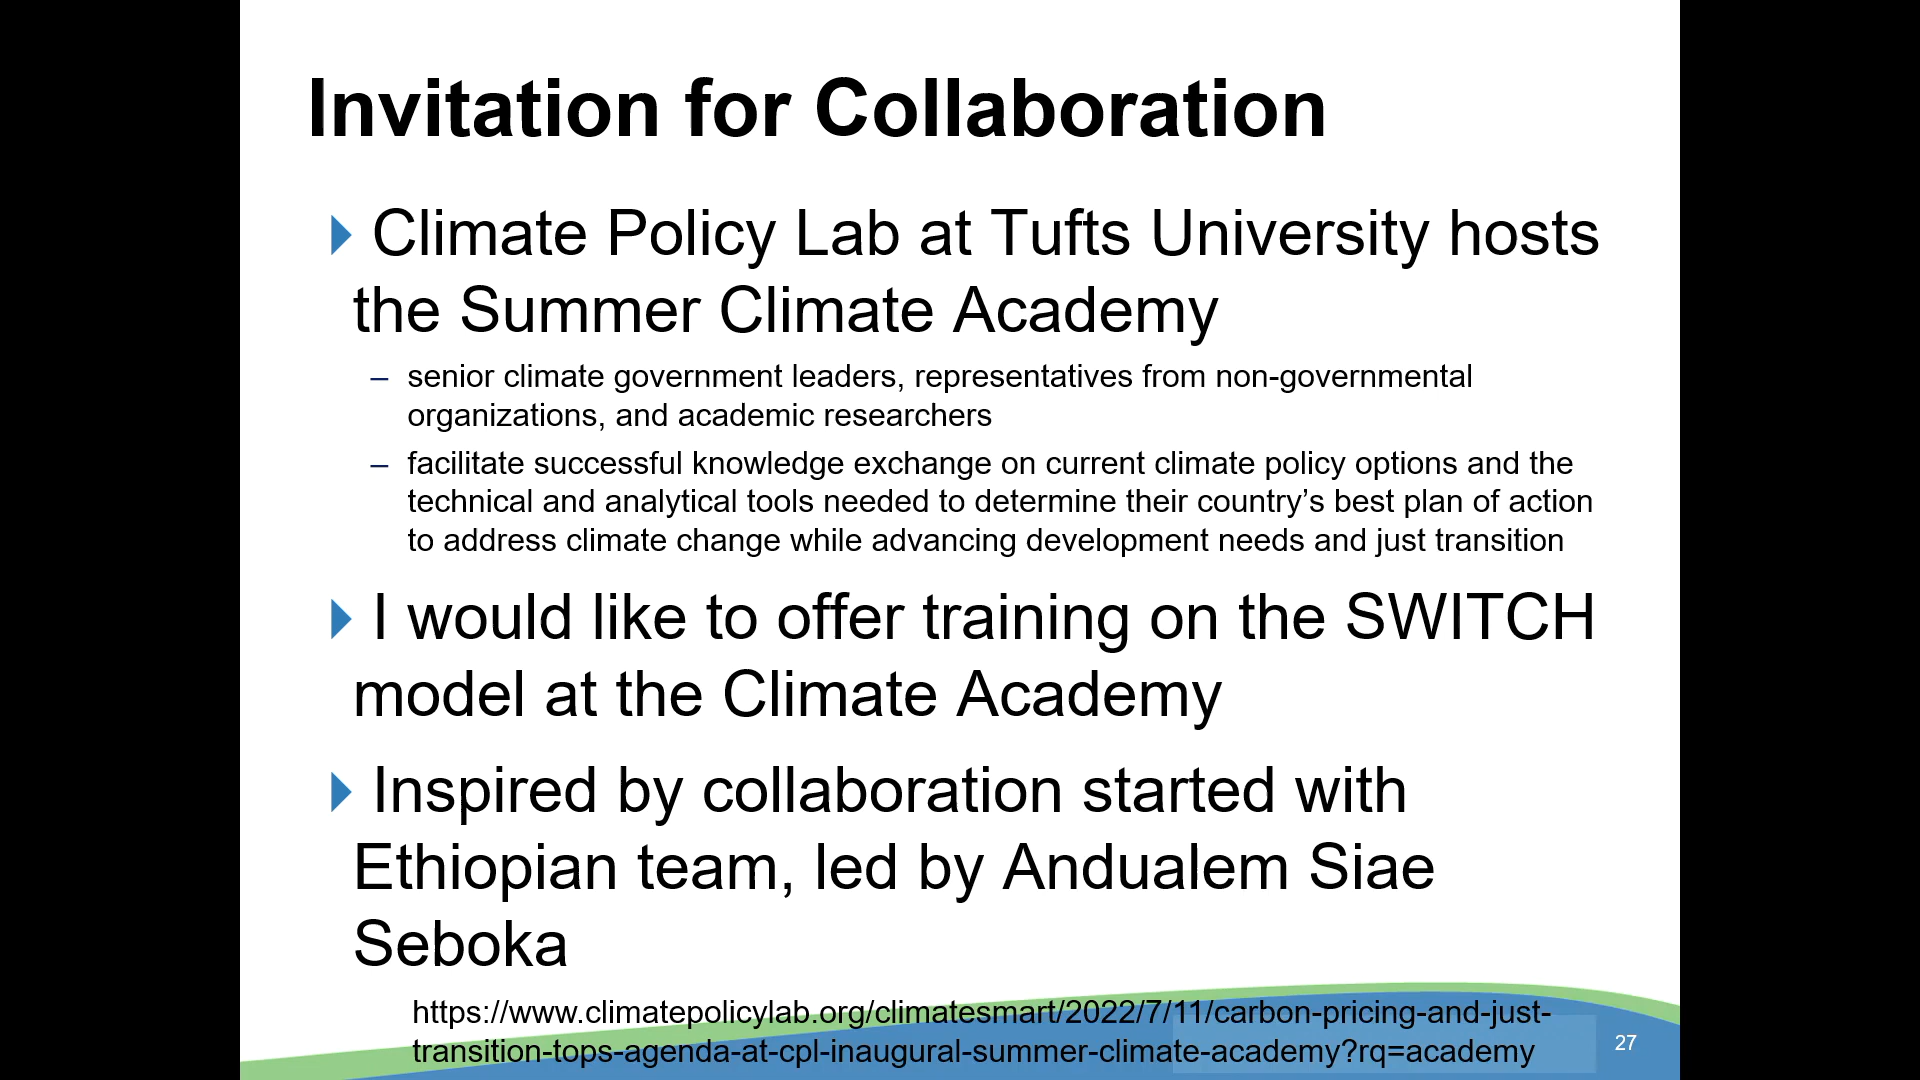 Invitation for Collaboration
Climate Policy Lab at Tufts University hosts
the Summer Climate Academy
– senior climate government leaders, representatives from non-governmental
organizations, and academic researchers
– facilitate successful knowledge exchange on current climate policy options and the
technical and analytical tools needed to determine their country’s best plan of action
to address climate change while advancing development needs and just transition
I would like to offer training on the SWITCH
model at the Climate Academy
Inspired by collaboration started with
Ethiopian team, led by Andualem Siae
Seboka
https://www.climatepolicylab.org/climatesmart/2022/7/11/carbon-pricing-and-just-
transition-tops-agenda-at-cpl-inaugural-summer-climate-academy?rq=academy
27